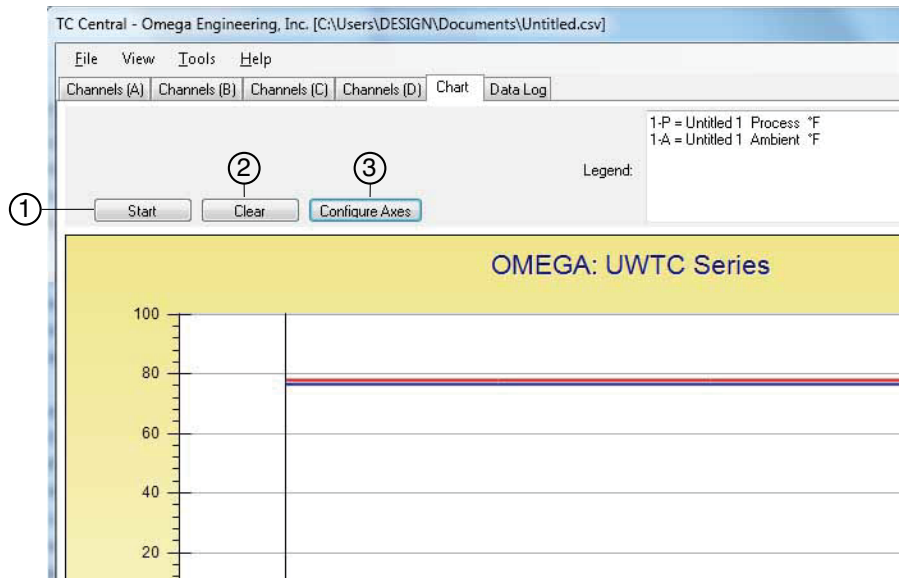 TC Central - Omega Engineering, Inc. [C:\Users\DESIGN\Documents\Untitled.csv]
File View Tools Help
Channels (A) Channels (B) Channels (C) Channels (D) Chart Data Log
1-P = Untitled 1 Process °F
1-A = Untitled 1 Ambient °F
Legend:
2 3
1 Start Clear Configure Axes
OMEGA: UWTC Series
100
80
60
40
20